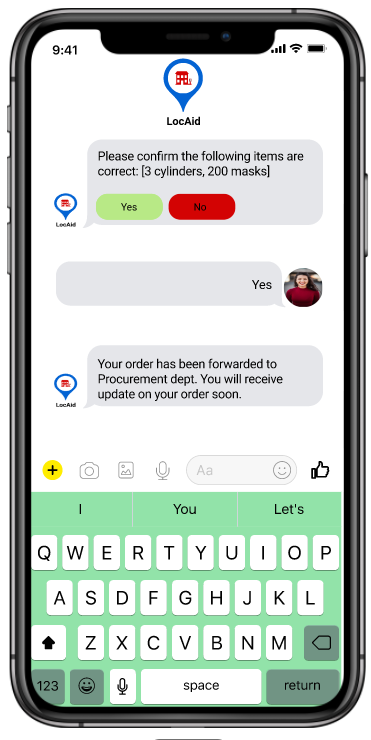 9:41
LocAid
Please confirm the following items are
correct: [3 cylinders, 200 masks]
Yes
No
LocAid
Yes
Your order has been forwarded to
Procurement dept. You will receive
update on your order soon.
LocAid
Aa
I
You
Let's
Q W E R T Y U I O P
A S D F G H J K L
Z X C V B N M
123
space
return